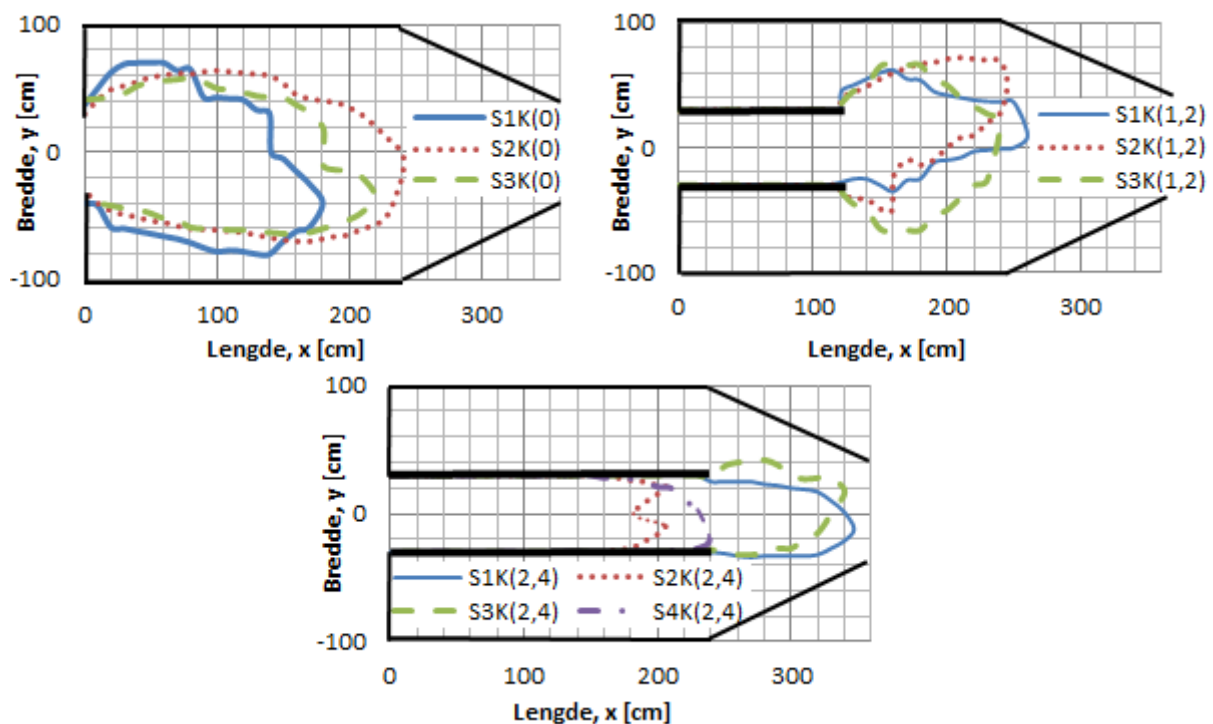 100
0
-100
Bredde, y [cm]
S1K(0)
S2K(0)
S3K(0)
0 100 200 300
Lengde, x [cm]
100
0
-100
Bredde, y [cm]
S1K(1,2)
S2K(1,2)
S3K(1,2)
0 100 200 300
Lengde, x [cm]
100
0
-100
Bredde, y [cm]
S1K(2,4) S2K(2,4)
S3K(2,4) S4K(2,4)
0 100 200 300
Lengde, x [cm]